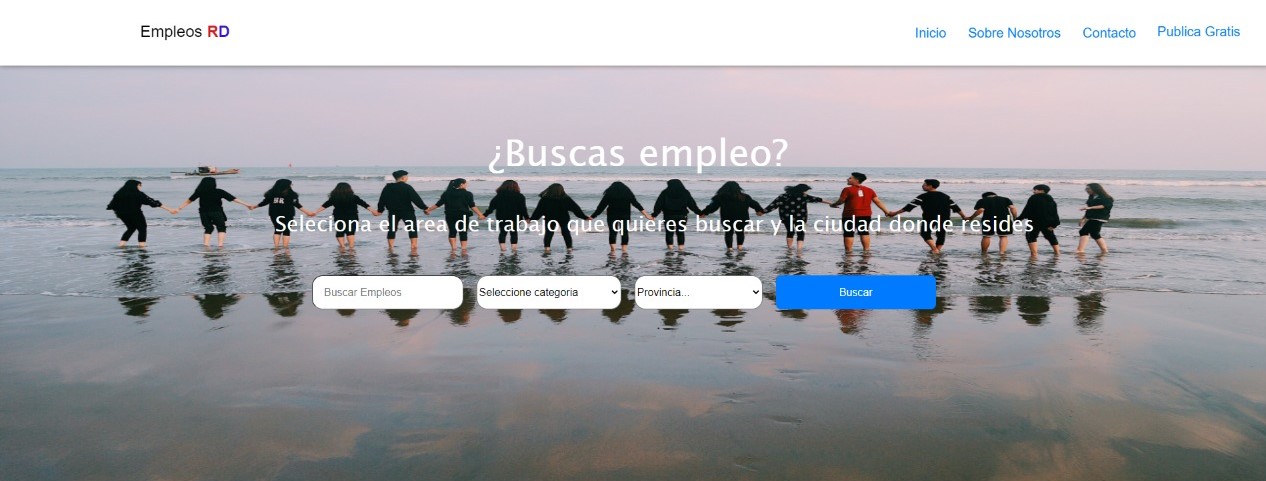 Empleos RD
Inicio Sobre Nosotros Contacto Publica Gratis
¿Buscas empleo?
Seleciona el area de trabajo que quieres buscar y la ciudad donde resides
Buscar Empleos Seleccione categoria Provincia... Buscar